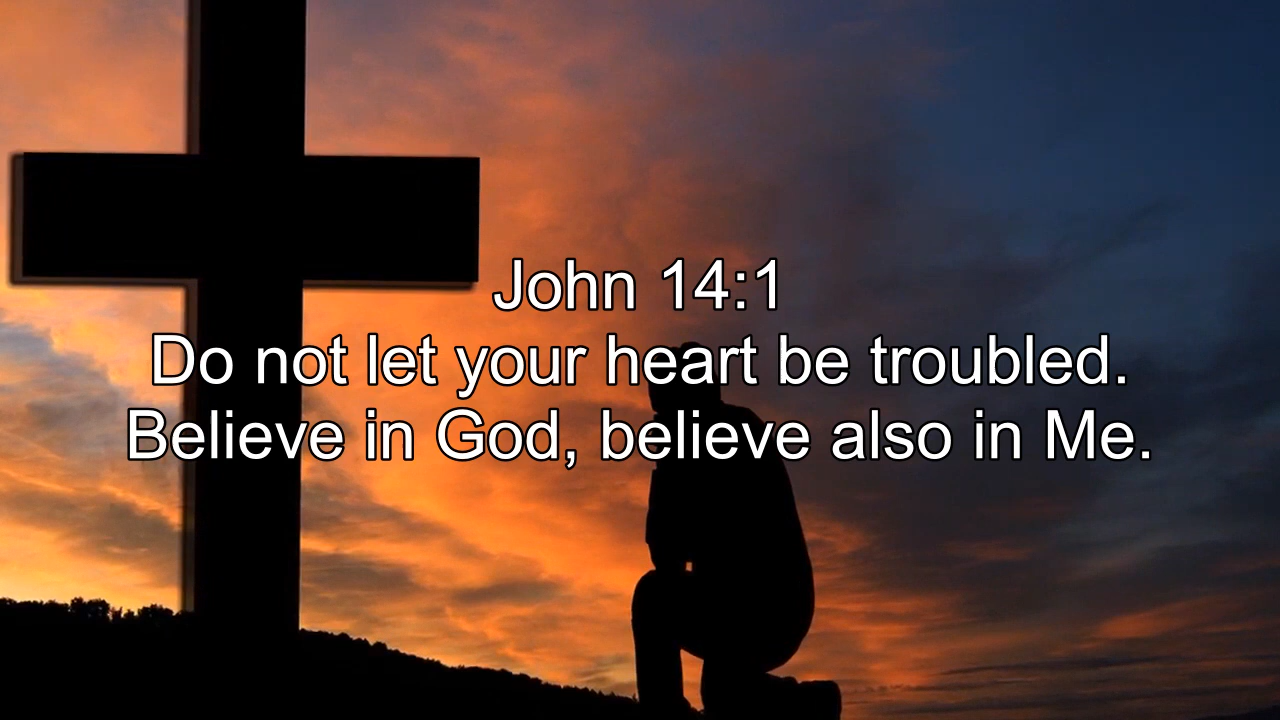 John 14:1
Do not let your heart be troubled.
Believe in God, believe also in Me.